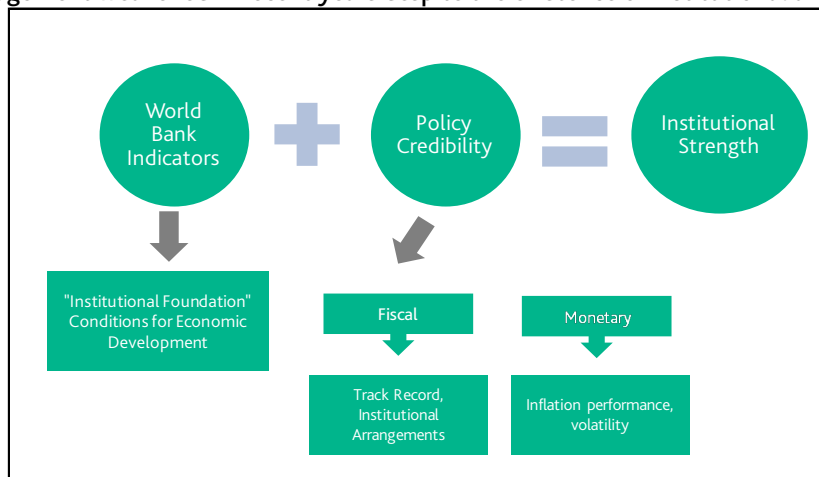 World
Bank
Indicators
Policy
Credibility
Institutional
Strength
"Institutional Foundation"
Conditions for Economic
Development
Fiscal
Monetary
Track Record,
Institutional
Arrangements
Inflation performance,
volatility